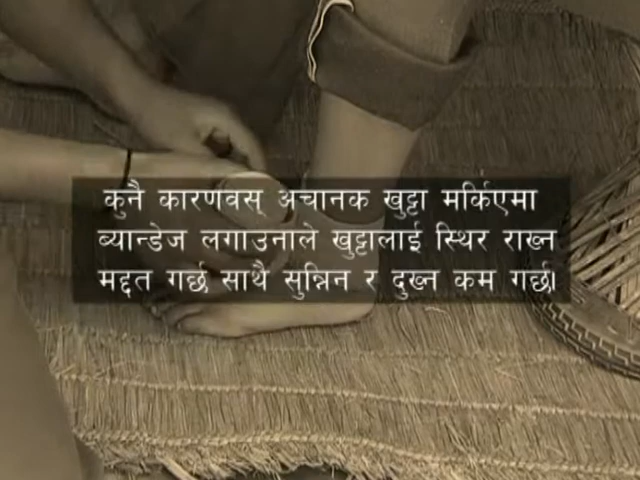 कुनै कारणवस् अचानक खुट्टा मर्किएमा
ब्यान्डेज लगाउनाले खुट्टालाई स्थिर राख्न
मद्दत गर्छ साथै सुन्निन र दुख्न कम गर्छ।